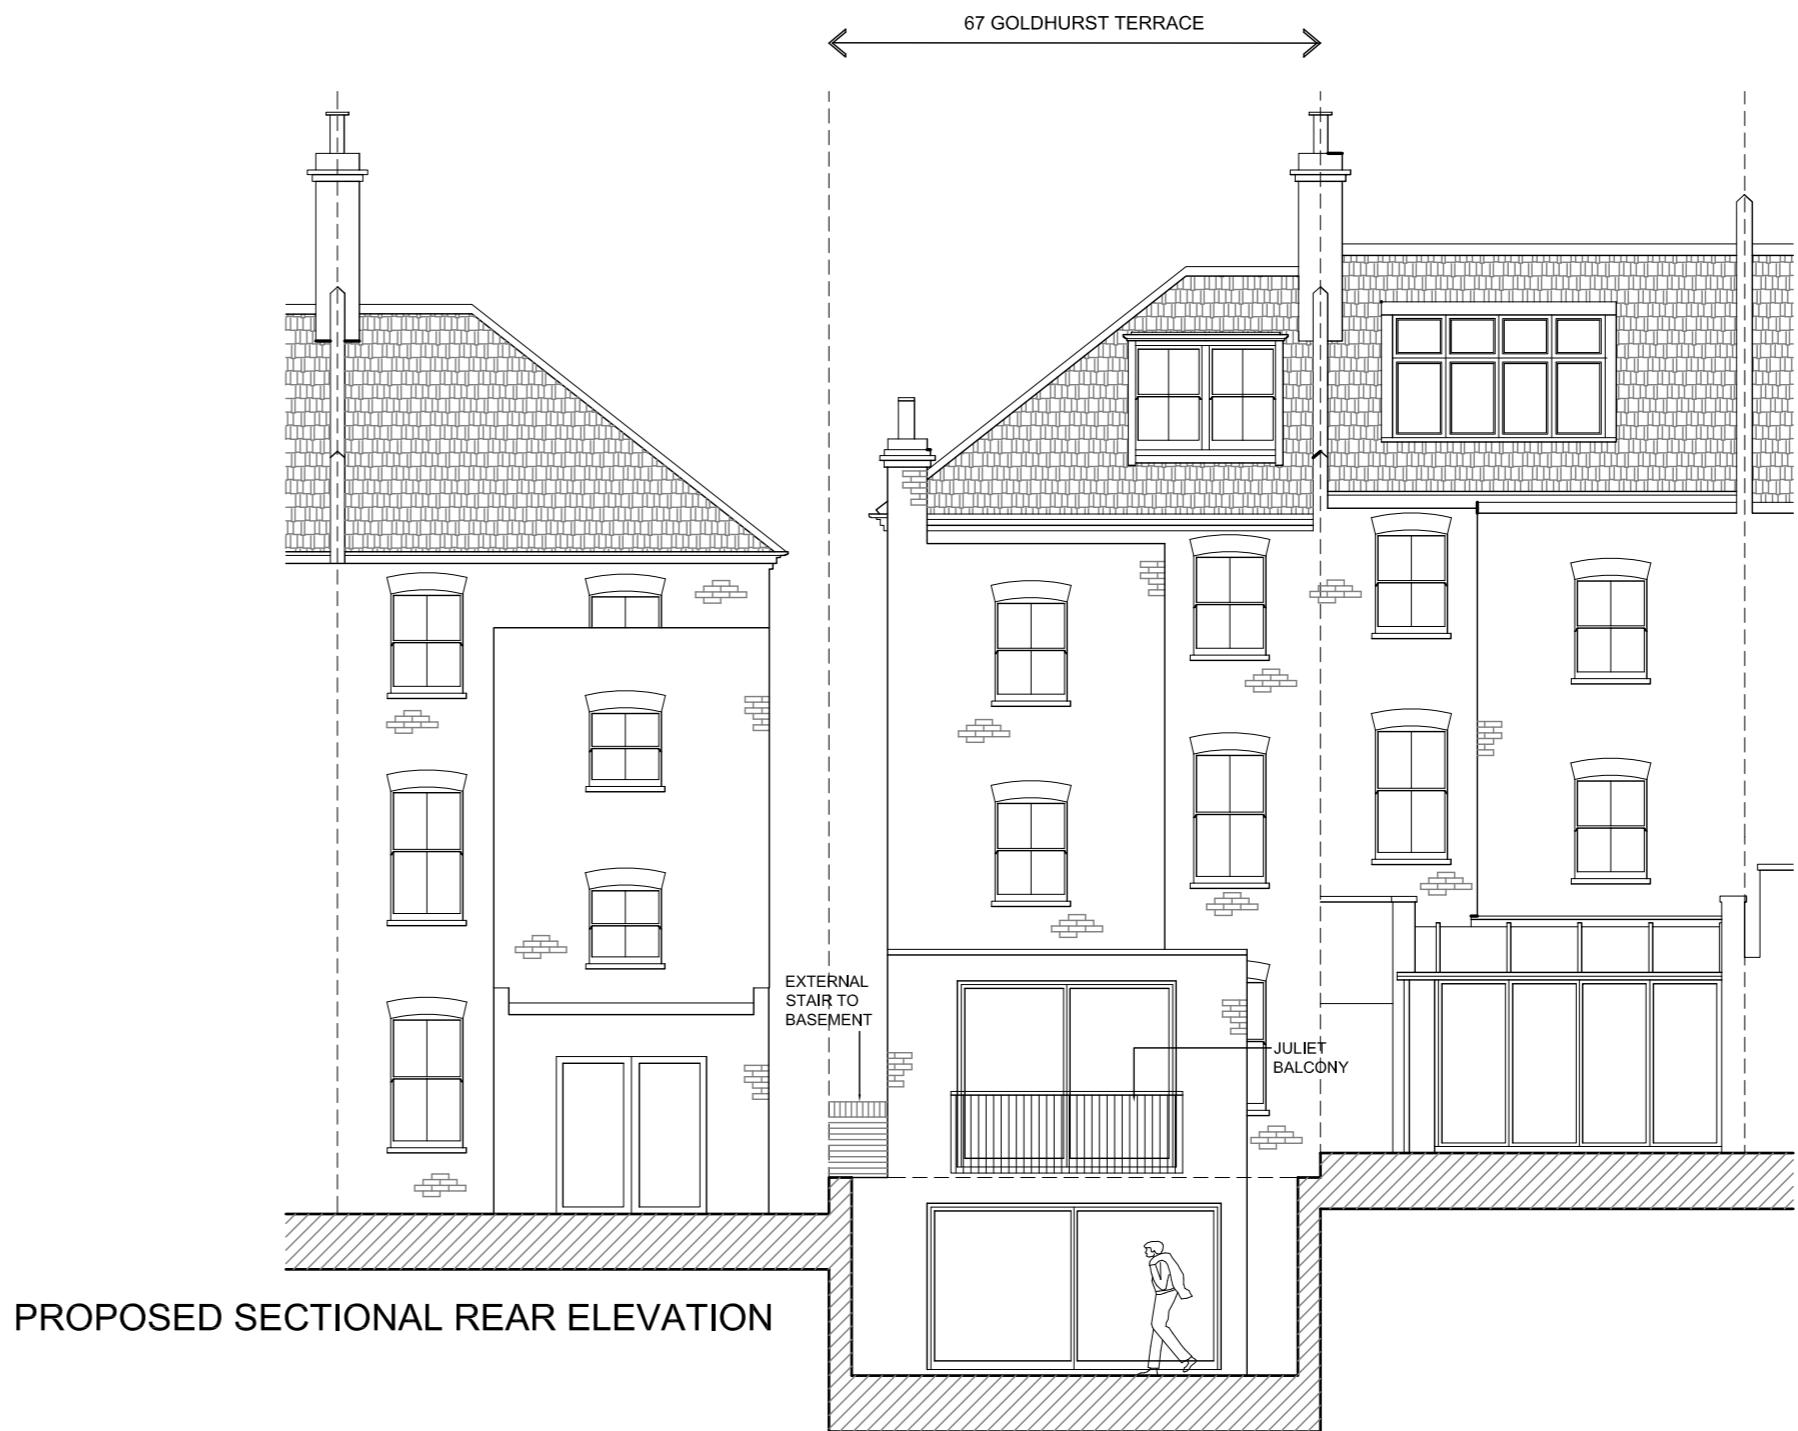 67 GOLDHURST TERRACE
EXTERNAL
STAIR TO
BASEMENT
JULIET
BALCONY
PROPOSED SECTIONAL REAR ELEVATION